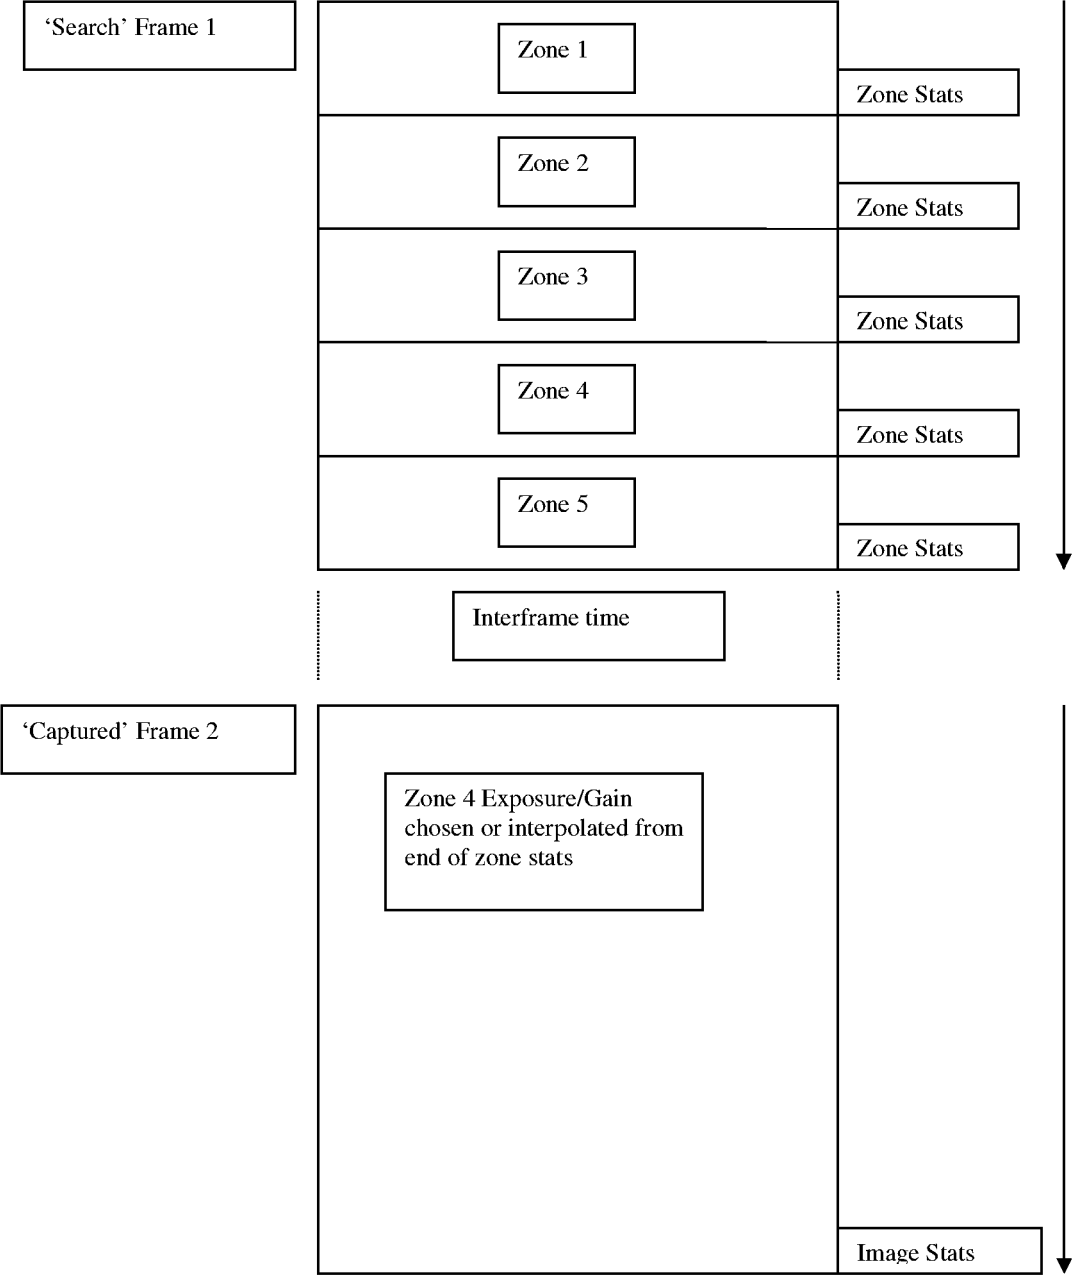 ‘Search’ Frame 1
Zone 1
Zone Stats
Zone 2
Zone Stats
Zone 3
Zone Stats
Zone 4
Zone Stats
Zone 5
Zone Stats
Interframe time
‘Captured’ Frame 2
Zone 4 Exposure/Gain
chosen or interpolated from
end of zone stats
Image Stats